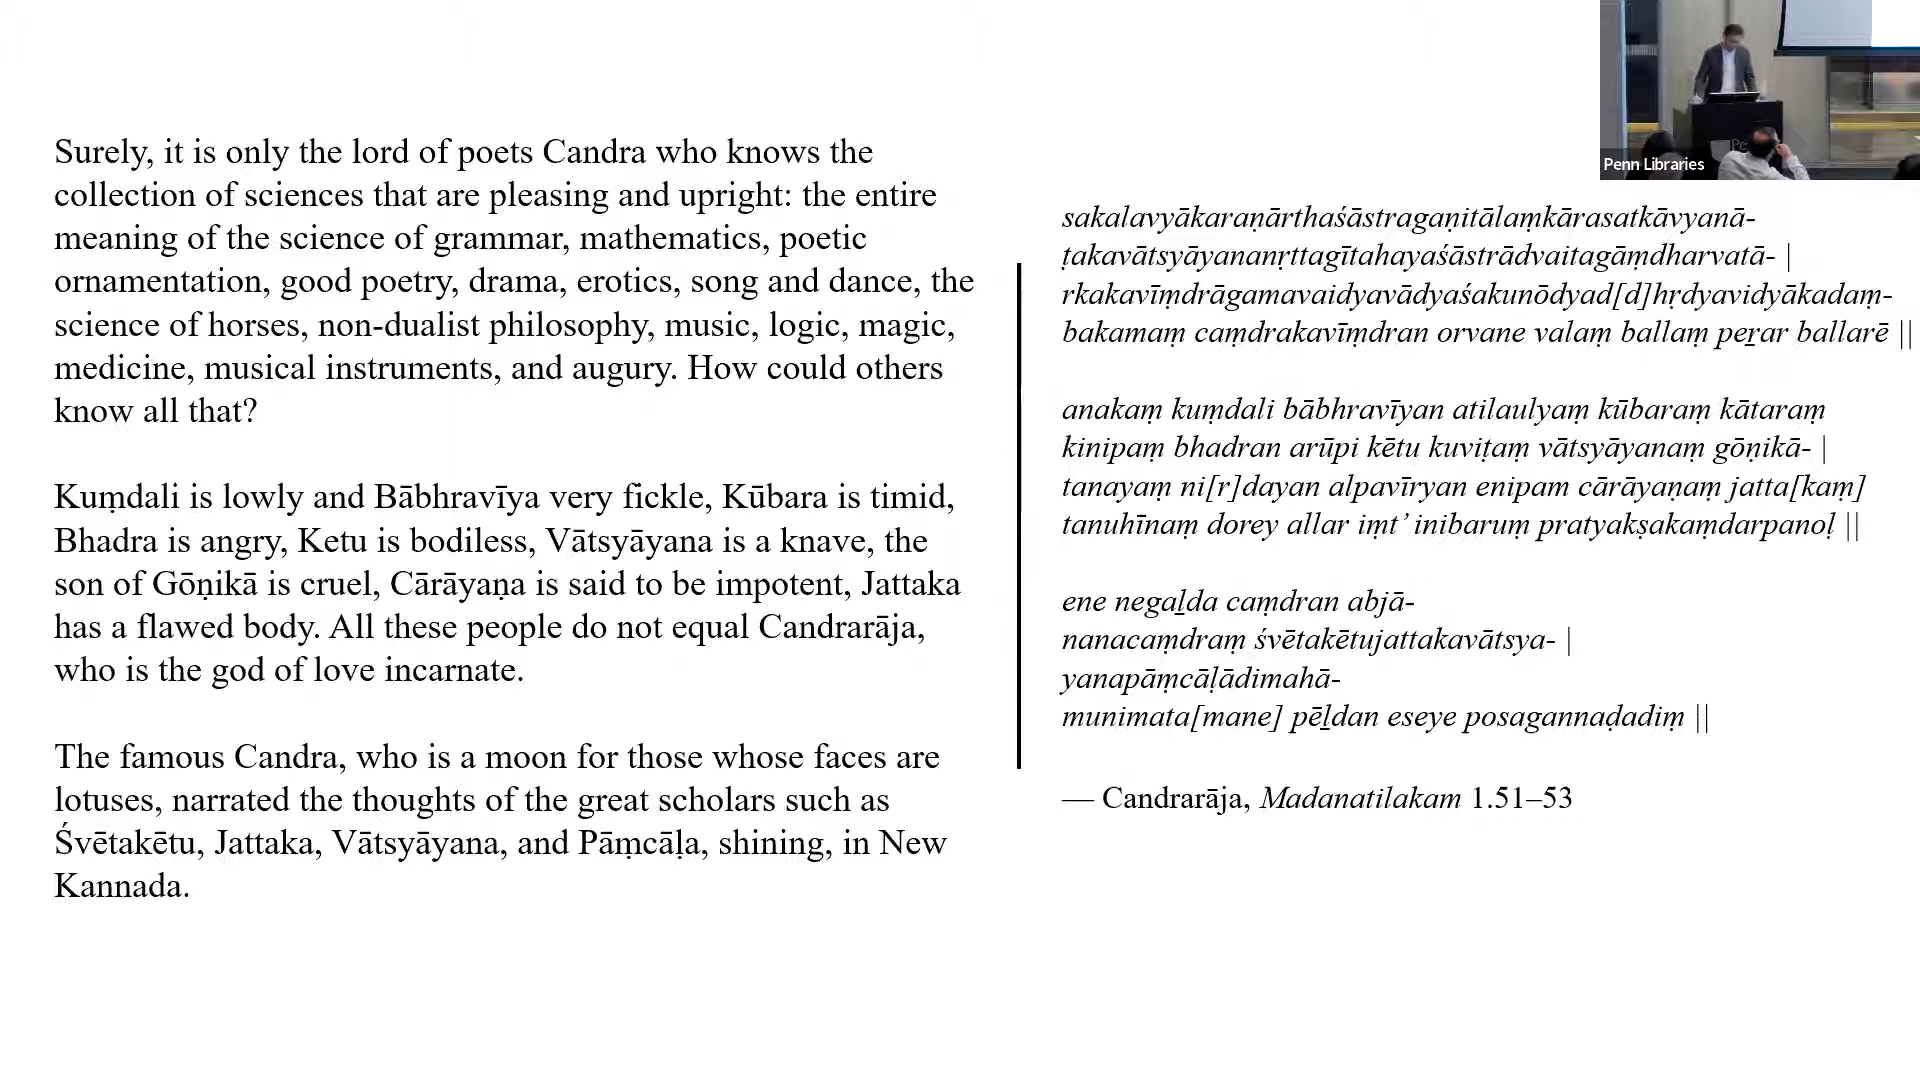 Surely, it is only the lord of poets Candra who knows the
collection of sciences that are pleasing and upright: the entire
meaning of the science of grammar, mathematics, poetic
ornamentation, good poetry, drama, erotics, song and dance, the
science of horses, non-dualist philosophy, music, logic, magic,
medicine, musical instruments, and augury. How could others
know all that?
Kuṃdali is lowly and Bābhravīya very fickle, Kūbara is timid,
Bhadra is angry, Ketu is bodiless, Vātsyāyana is a knave, the
son of Gōṇikā is cruel, Cārāyaṇa is said to be impotent, Jattaka
has a flawed body. All these people do not equal Candrarāja,
who is the god of love incarnate.
The famous Candra, who is a moon for those whose faces are
lotuses, narrated the thoughts of the great scholars such as
Śvētakētu, Jattaka, Vātsyāyana, and Pāṃcāḷa, shining, in New
Kannada.
sakalavyākaraṇārthaśāstragaṇitālaṃkārasatkāvyanā-
ṭakavātsyāyananṛttagītahayaśāstrādvaitagāṃdharvatā- |
rkakavīṃdrāgamavaidyavādyaśakunōdyad[d]hṛdyavidyākadaṃ-
bakamaṃ caṃdrakavīṃdran orvane valaṃ ballaṃ peṟar ballarē ||
anakaṃ kuṃdali bābhravīyan atilaulyaṃ kūbaraṃ kātaraṃ
kinipaṃ bhadran arūpi kētu kuviṭaṃ vātsyāyanaṃ gōṇikā- |
tanayaṃ ni[r]dayan alpavīryan enipam cārāyaṇaṃ jatta[kaṃ]
tanuhīnaṃ dorey allar iṃt’ inibaruṃ pratyakṣakaṃdarpanoḷ ||
ene negaḻda caṃdran abjā-
nanacaṃdraṃ śvētakētujattakavātsya- |
yanapāṃcāḷādimahā-
munimata[mane] pēḻdan eseye posagannaḍadiṃ ||
— Candrarāja, Madanatilakam 1.51–53
Penn Libraries